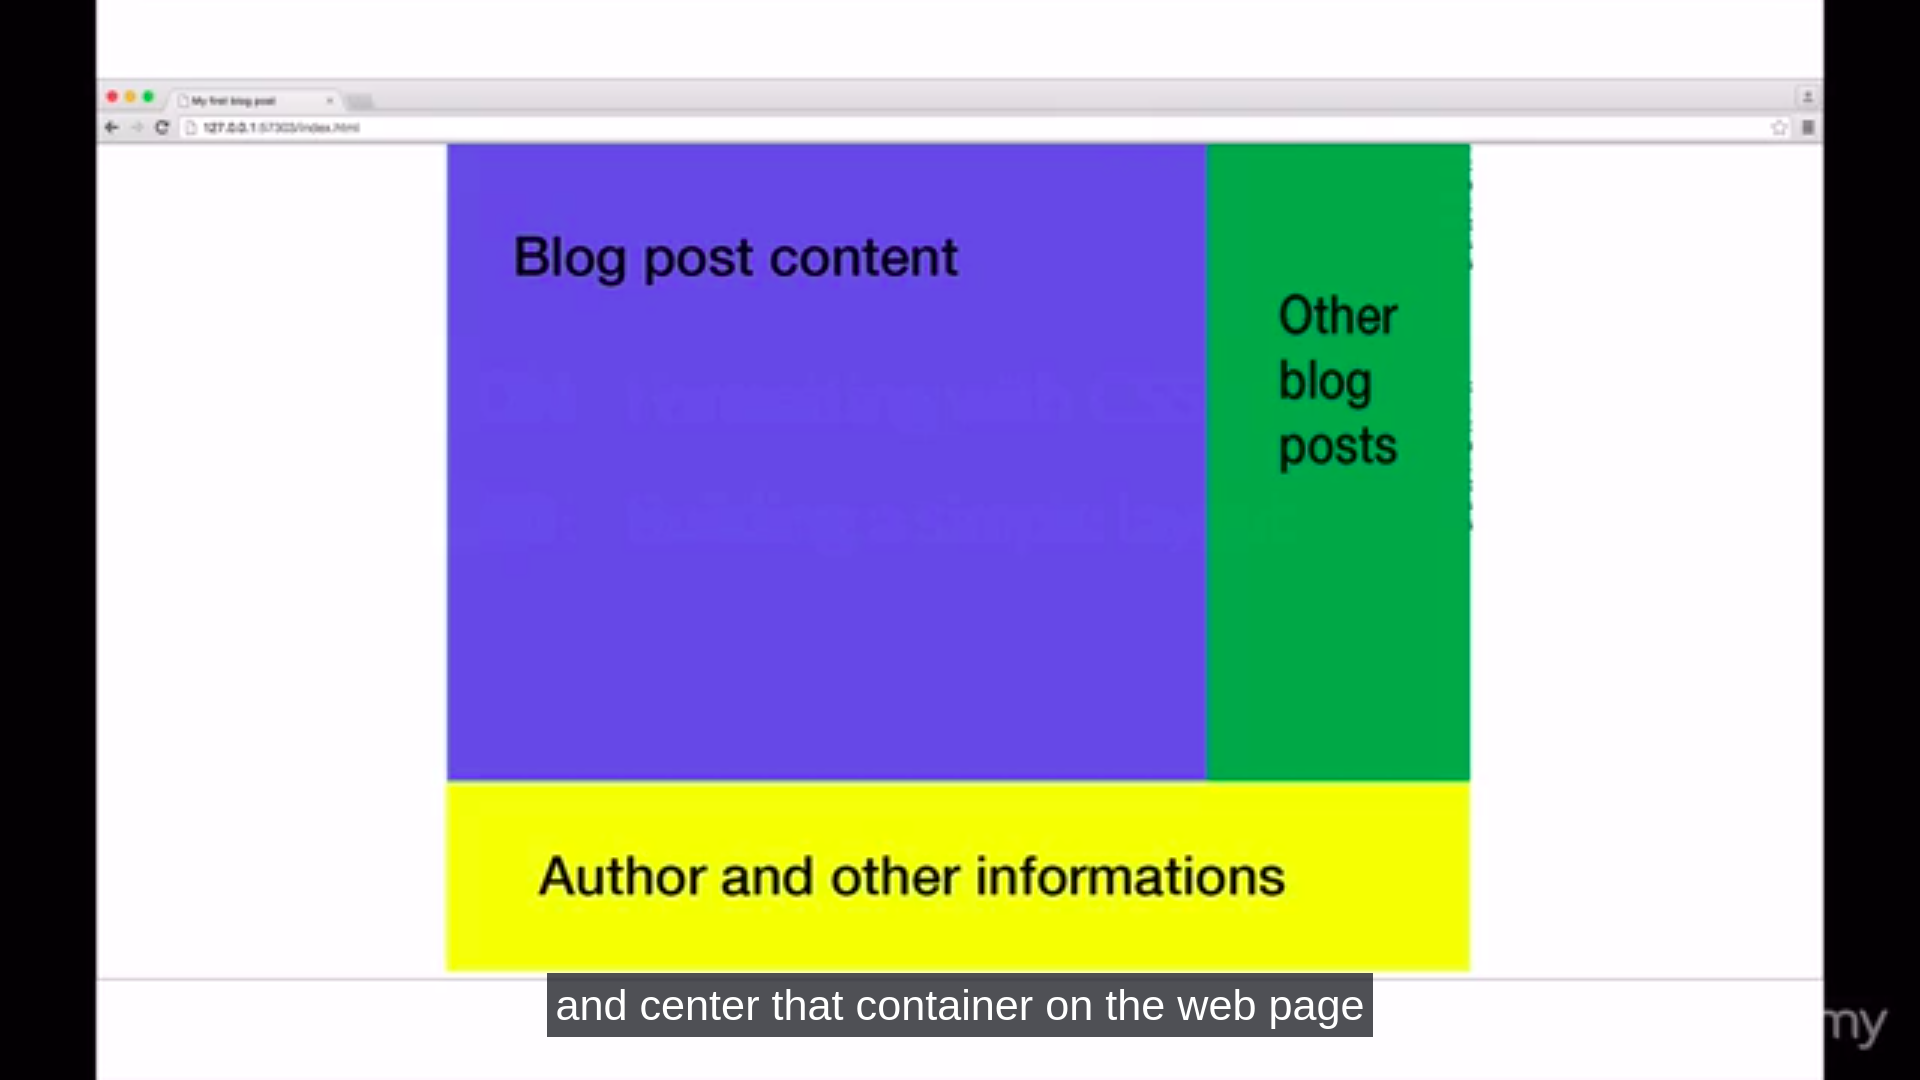 My first blog post
127.0.0.1:57303/index.html
Blog post content
Other
blog
posts
Author and other informations
and center that container on the web page
my